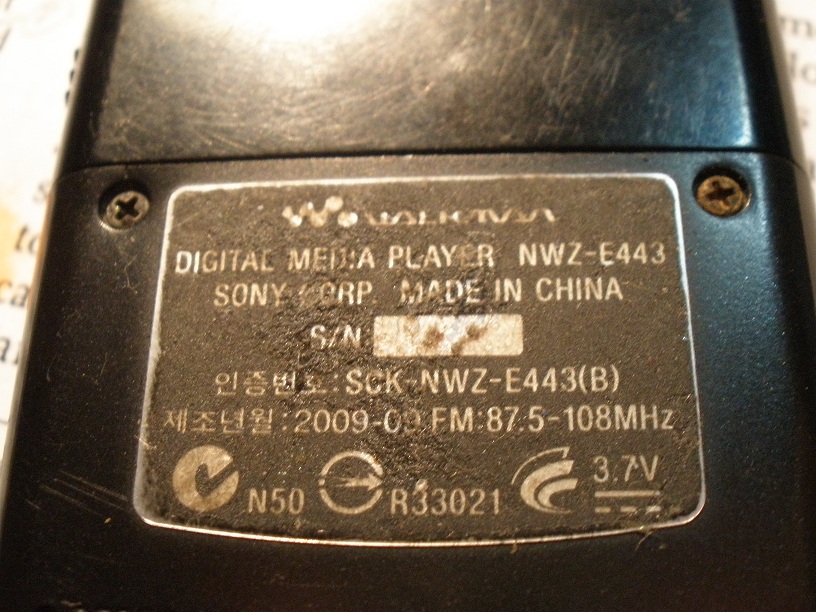 WALKMAN
DIGITAL MEDIA PLAYER NWZ-E443
SONY CORP. MADE IN CHINA
S/N
인증번호:SCK-NWZ-E443(B)
제조년월:2009-09 FM:87.5-108MHz
N50 R33021 3.7V